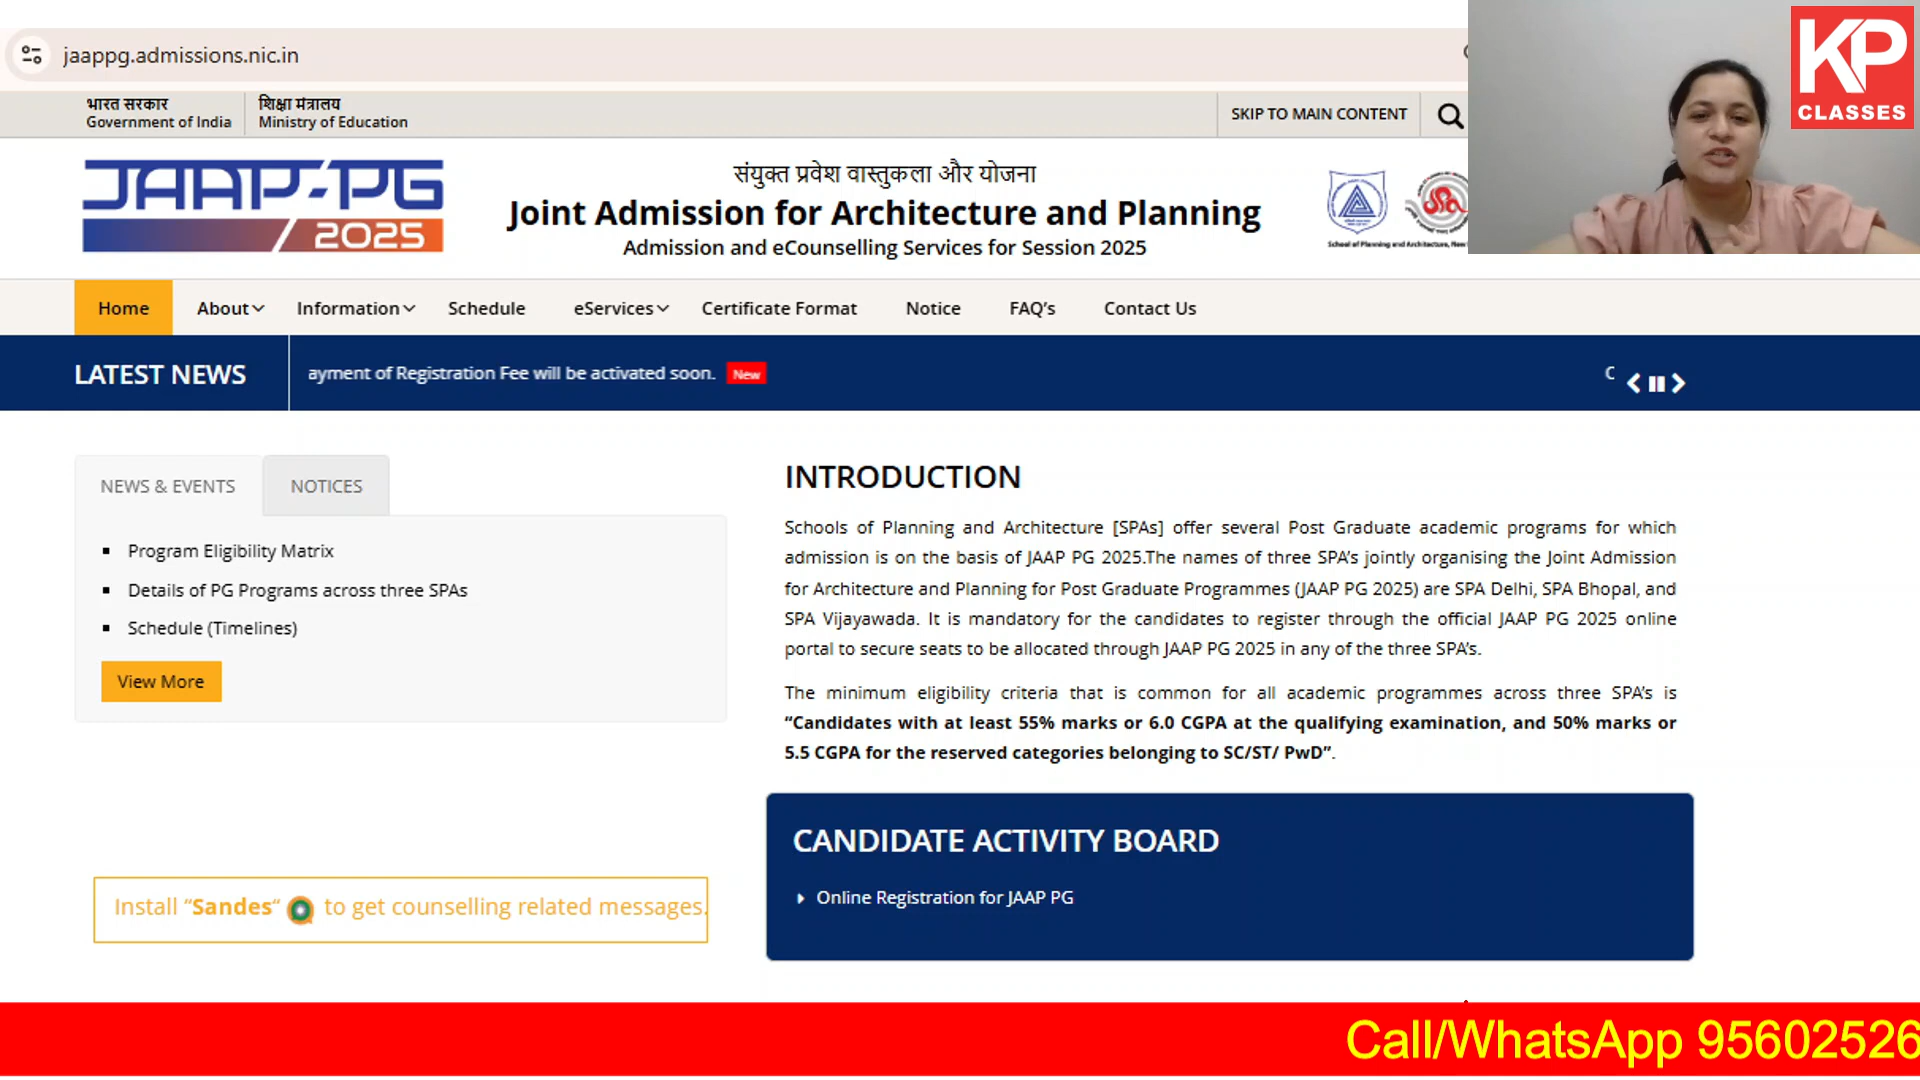 jaappg.admissions.nic.in
KP
CLASSES
भारत सरकार
Government of India
शिक्षा मंत्रालय
Ministry of Education
SKIP TO MAIN CONTENT
JAAP-PG
2025
संयुक्त प्रवेश वास्तुकला और योजना
Joint Admission for Architecture and Planning
Admission and eCounselling Services for Session 2025
School of Planning and Architecture, New
Home
About
Information
Schedule
eServices
Certificate Format
Notice
FAQ's
Contact Us
LATEST NEWS
ayment of Registration Fee will be activated soon.
New
C
NEWS & EVENTS
NOTICES
Program Eligibility Matrix
Details of PG Programs across three SPAs
Schedule (Timelines)
View More
Install “Sandes“ to get counselling related messages.
INTRODUCTION
Schools of Planning and Architecture [SPAs] offer several Post Graduate academic programs for which
admission is on the basis of JAAP PG 2025.The names of three SPA’s jointly organising the Joint Admission
for Architecture and Planning for Post Graduate Programmes (JAAP PG 2025) are SPA Delhi, SPA Bhopal, and
SPA Vijayawada. It is mandatory for the candidates to register through the official JAAP PG 2025 online
portal to secure seats to be allocated through JAAP PG 2025 in any of the three SPA’s.
The minimum eligibility criteria that is common for all academic programmes across three SPA’s is
“Candidates with at least 55% marks or 6.0 CGPA at the qualifying examination, and 50% marks or
5.5 CGPA for the reserved categories belonging to SC/ST/ PwD”.
CANDIDATE ACTIVITY BOARD
Online Registration for JAAP PG
Call/WhatsApp 95602526